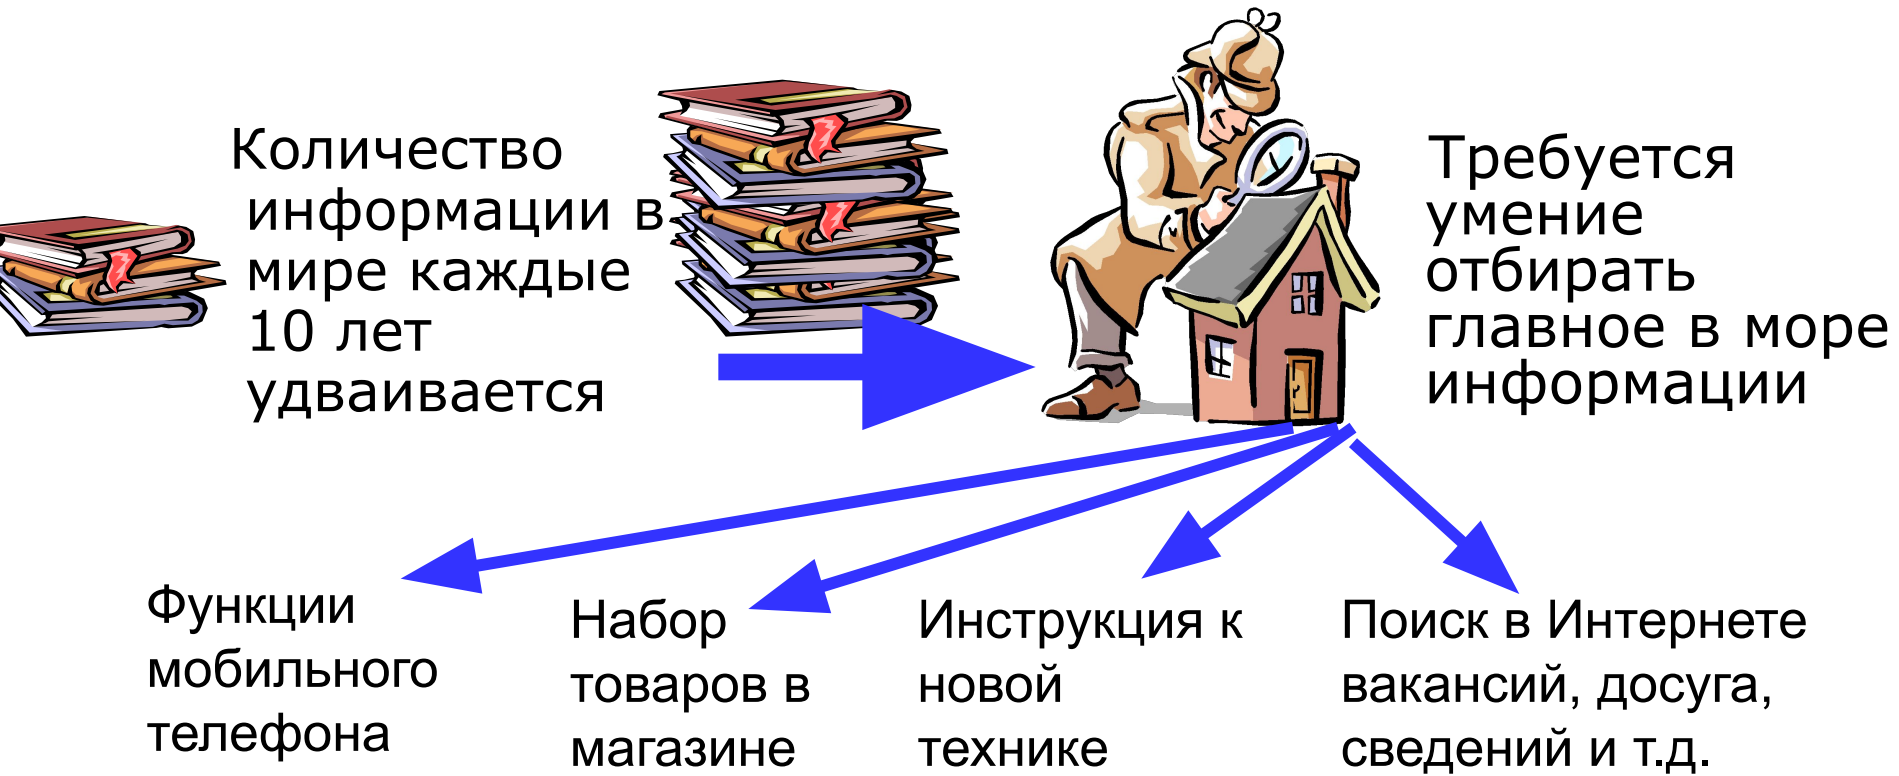 Количество
информации в
мире каждые
10 лет
удваивается
Требуется
умение
отбирать
главное в море
информации
Функции
мобильного
телефона
Набор
товаров в
магазине
Инструкция к
новой
технике
Поиск в Интернете
вакансий, досуга,
сведений и т.д.